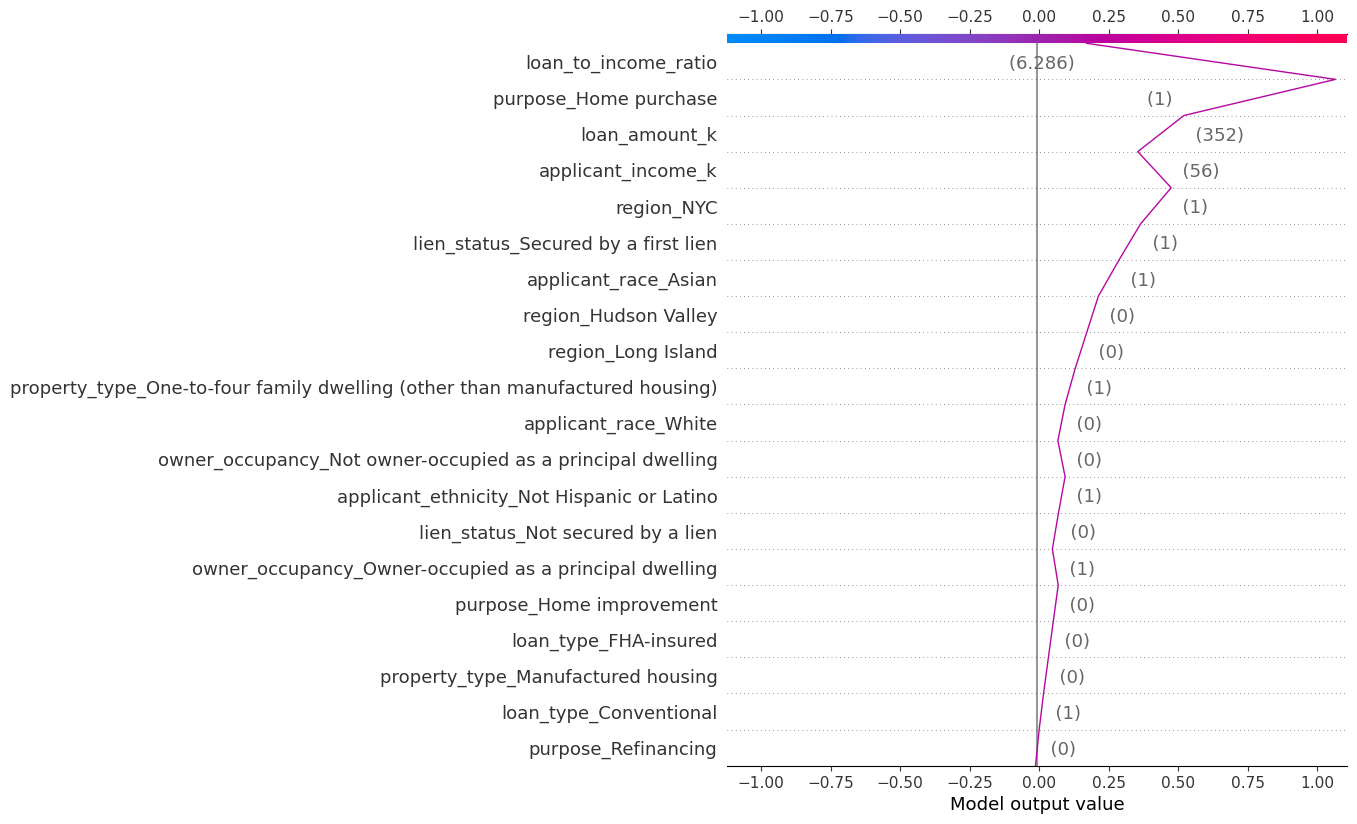 −1.00 −0.75 −0.50 −0.25 0.00 0.25 0.50 0.75 1.00
loan_to_income_ratio (6.286)
purpose_Home purchase (1)
loan_amount_k (352)
applicant_income_k (56)
region_NYC (1)
lien_status_Secured by a first lien (1)
applicant_race_Asian (1)
region_Hudson Valley (0)
region_Long Island (0)
property_type_One-to-four family dwelling (other than manufactured housing) (1)
applicant_race_White (0)
owner_occupancy_Not owner-occupied as a principal dwelling (0)
applicant_ethnicity_Not Hispanic or Latino (1)
lien_status_Not secured by a lien (0)
owner_occupancy_Owner-occupied as a principal dwelling (1)
purpose_Home improvement (0)
loan_type_FHA-insured (0)
property_type_Manufactured housing (0)
loan_type_Conventional (1)
purpose_Refinancing (0)
−1.00 −0.75 −0.50 −0.25 0.00 0.25 0.50 0.75 1.00
Model output value